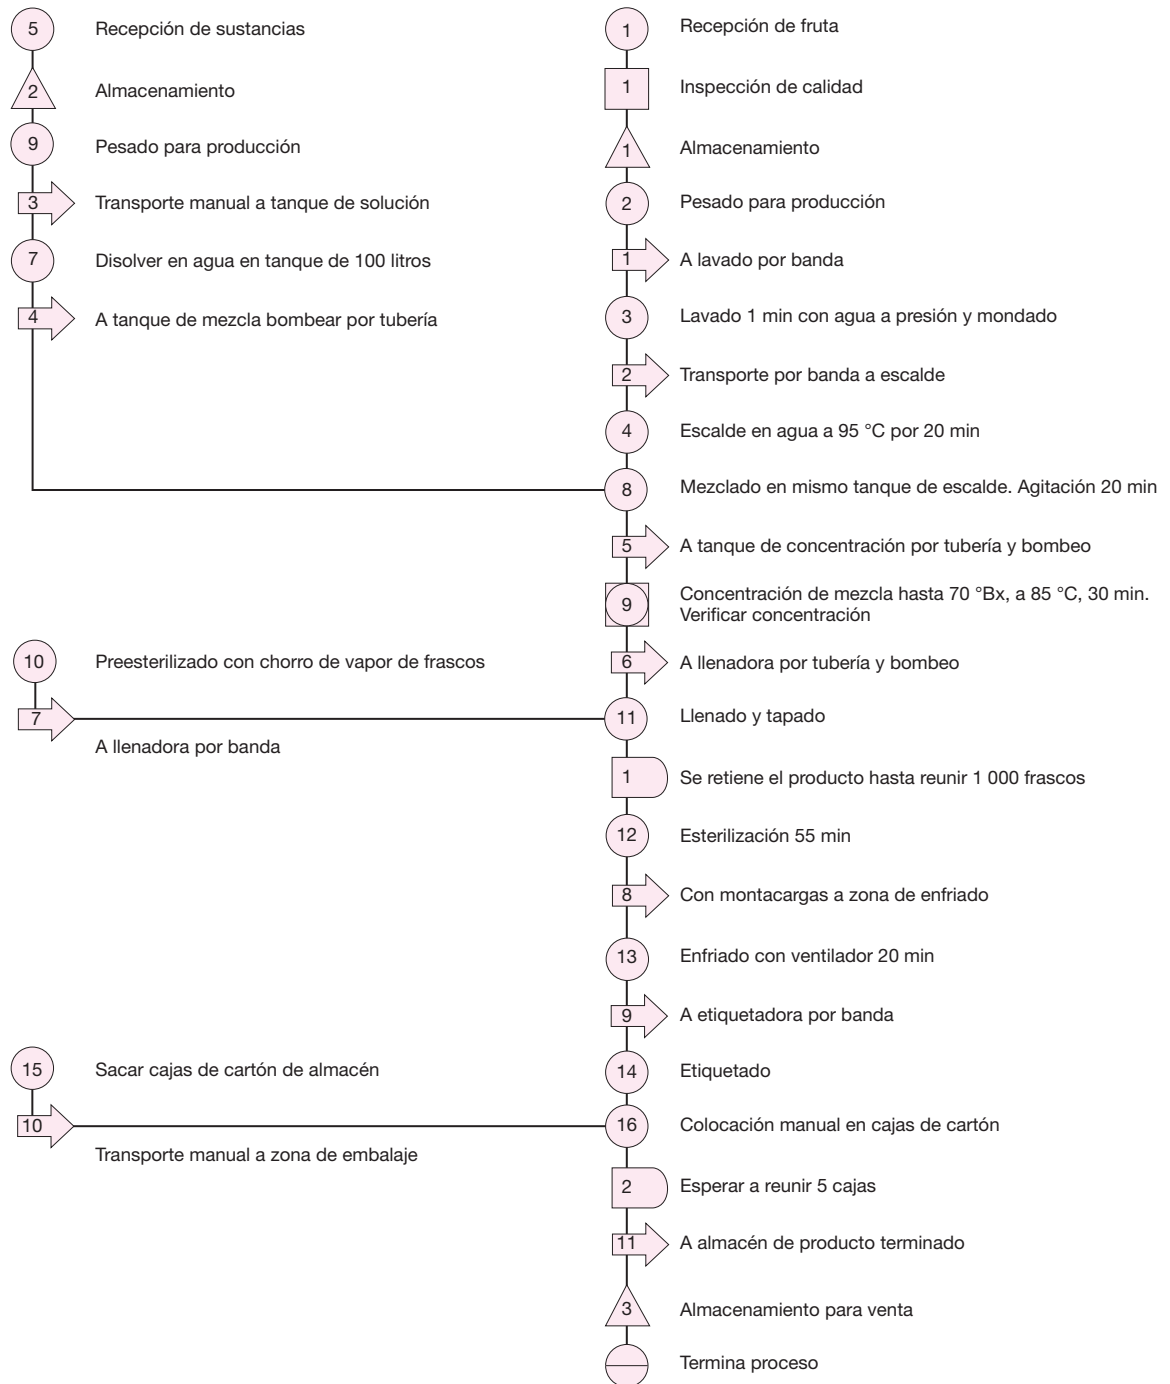 5 Recepción de sustancias
2 Almacenamiento
9 Pesado para producción
3 Transporte manual a tanque de solución
7 Disolver en agua en tanque de 100 litros
4 A tanque de mezcla bombear por tubería
10 Preesterilizado con chorro de vapor de frascos
7
A llenadora por banda
15 Sacar cajas de cartón de almacén
10
Transporte manual a zona de embalaje
1 Recepción de fruta
1 Inspección de calidad
1 Almacenamiento
2 Pesado para producción
1 A lavado por banda
3 Lavado 1 min con agua a presión y mondado
2 Transporte por banda a escalde
4 Escalde en agua a 95 °C por 20 min
8 Mezclado en mismo tanque de escalde. Agitación 20 min
5 A tanque de concentración por tubería y bombeo
9 Concentración de mezcla hasta 70 °Bx, a 85 °C, 30 min.
Verificar concentración
6 A llenadora por tubería y bombeo
11 Llenado y tapado
1 Se retiene el producto hasta reunir 1 000 frascos
12 Esterilización 55 min
8 Con montacargas a zona de enfriado
13 Enfriado con ventilador 20 min
9 A etiquetadora por banda
14 Etiquetado
16 Colocación manual en cajas de cartón
2 Esperar a reunir 5 cajas
11 A almacén de producto terminado
3 Almacenamiento para venta
Termina proceso